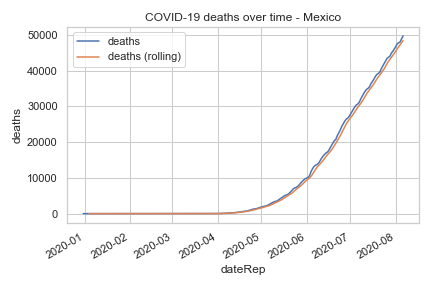 COVID-19 deaths over time - Mexico
deaths
deaths (rolling)
50000
40000
30000
20000
10000
0
deaths
2020-01
2020-02
2020-03
2020-04
2020-05
2020-06
2020-07
2020-08
dateRep